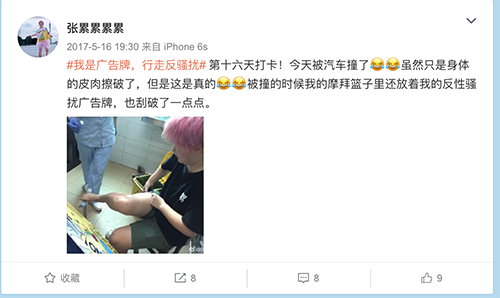 张累累累累
2017-5-16 19:30 来自 iPhone 6s
#我是广告牌，行走反骚扰# 第十六天打卡！今天被汽车撞了😂😂虽然只是身体
的皮肉擦破了，但是这是真的😂😂被撞的时候我的摩拜篮子里还放着我的反性骚
扰广告牌，也刮破了一点点。
收藏
8
8
9